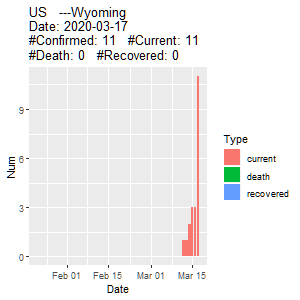 US   ---Wyoming
Date: 2020-03-17
#Confirmed: 11   #Current: 11
#Death: 0   #Recovered: 0
Num
9
6
3
0
Feb 01
Feb 15
Mar 01
Mar 15
Date
Type
current
death
recovered